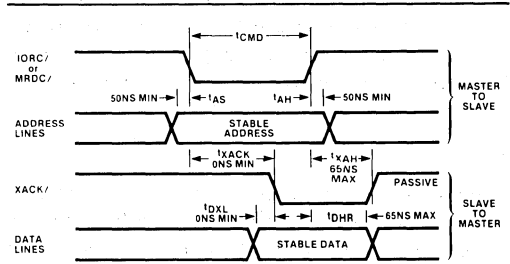 tCMD
IORC/
or
MRDC/
50NS MIN
tAS
tAH
50NS MIN
MASTER
TO
SLAVE
ADDRESS
LINES
STABLE
ADDRESS
tXACK
0NS MIN
tXAH
65NS
MAX
XACK/
PASSIVE
tDXL
0NS MIN
tDHR
65NS MAX
SLAVE
TO
MASTER
DATA
LINES
STABLE DATA